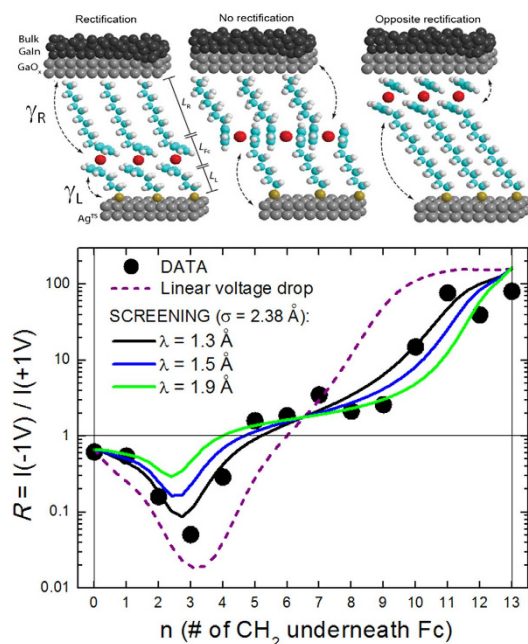 Rectification
No rectification
Opposite rectification
Bulk
GaIn
GaOₓ
γR
γL
LR
LFc
LL
Agᵀˢ
DATA
Linear voltage drop
SCREENING (σ = 2.38 Å):
λ = 1.3 Å
λ = 1.5 Å
λ = 1.9 Å
R = I(-1V) / I(+1V)
100
10
1
0.1
0.01
0 1 2 3 4 5 6 7 8 9 10 11 12 13
n (# of CH₂ underneath Fc)